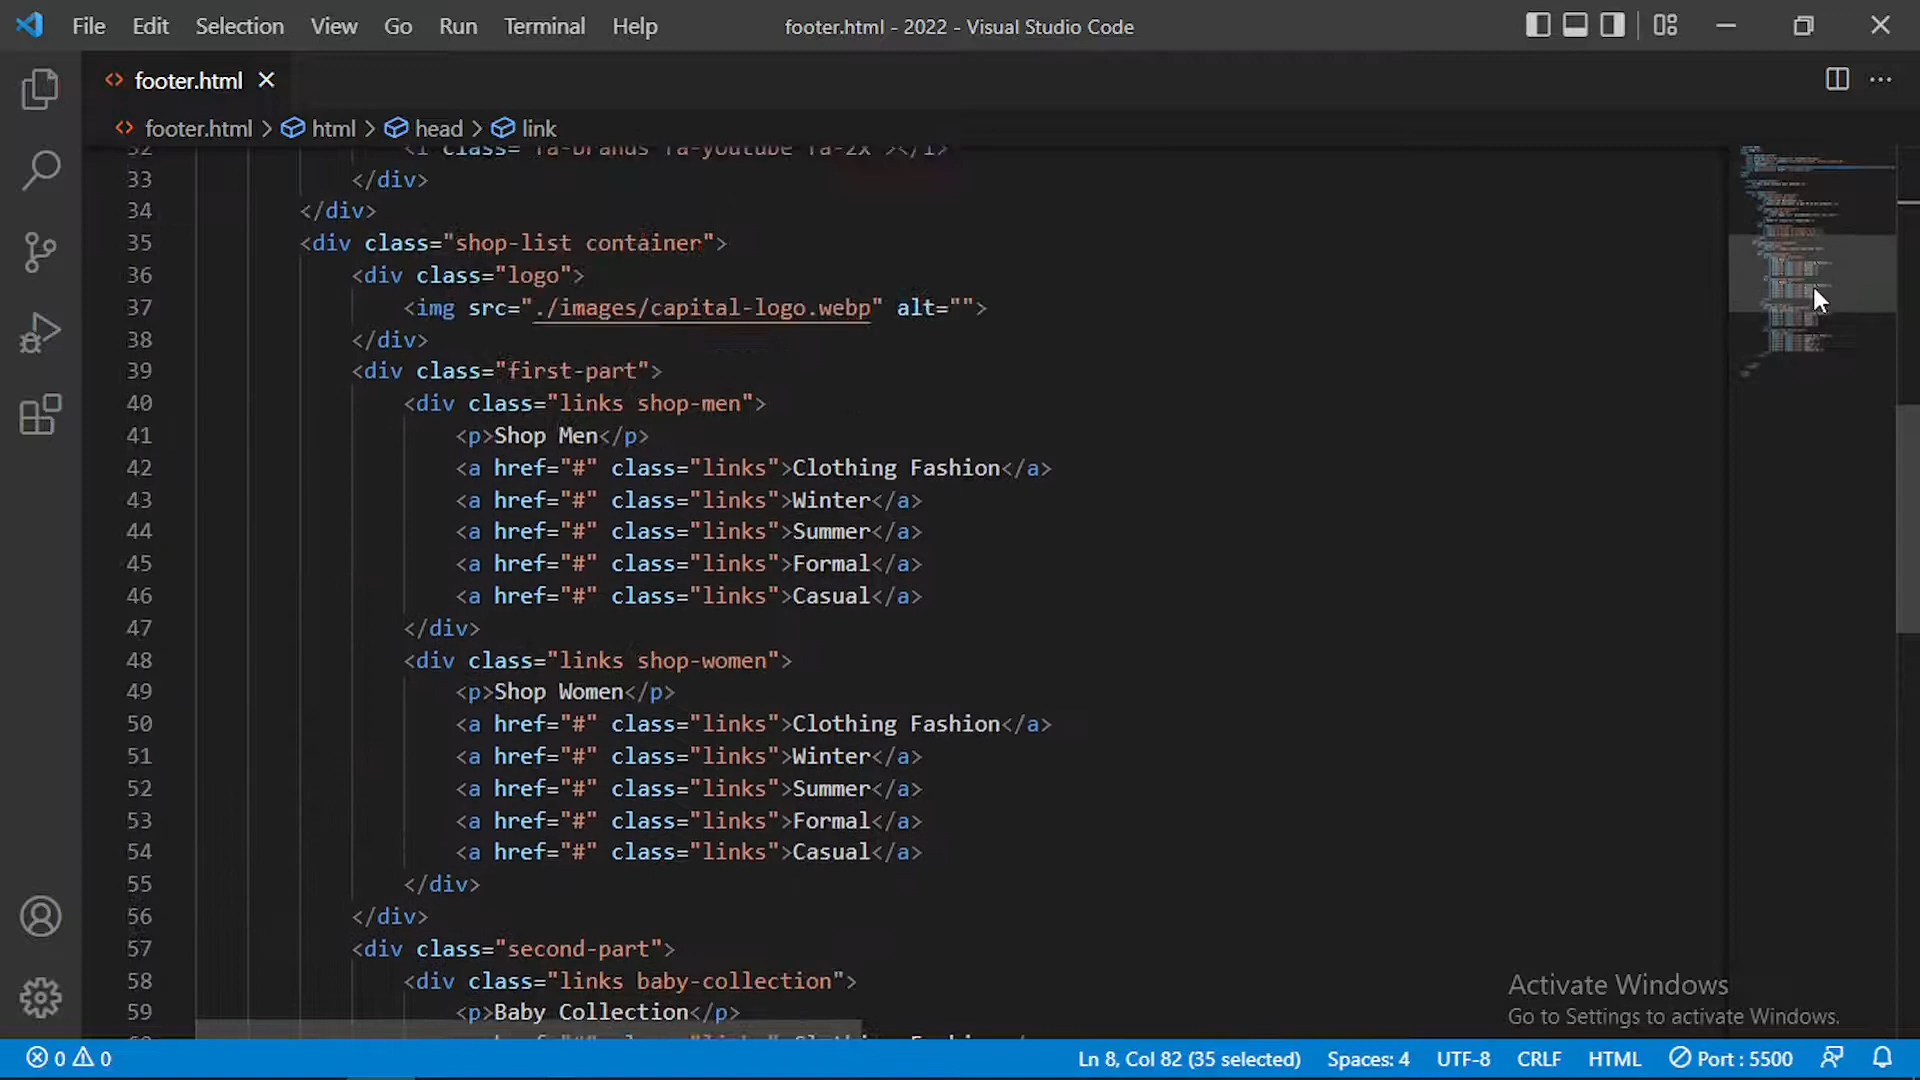 File Edit Selection View Go Run Terminal Help footer.html - 2022 - Visual Studio Code
footer.html
footer.html > html > head > link
32 <i class="fa-brands fa-youtube fa-2x"></i>
33 </div>
34 </div>
35 <div class="shop-list container">
36 <div class="logo">
37 <img src="./images/capital-logo.webp" alt="">
38 </div>
39 <div class="first-part">
40 <div class="links shop-men">
41 <p>Shop Men</p>
42 <a href="#" class="links">Clothing Fashion</a>
43 <a href="#" class="links">Winter</a>
44 <a href="#" class="links">Summer</a>
45 <a href="#" class="links">Formal</a>
46 <a href="#" class="links">Casual</a>
47 </div>
48 <div class="links shop-women">
49 <p>Shop Women</p>
50 <a href="#" class="links">Clothing Fashion</a>
51 <a href="#" class="links">Winter</a>
52 <a href="#" class="links">Summer</a>
53 <a href="#" class="links">Formal</a>
54 <a href="#" class="links">Casual</a>
55 </div>
56 </div>
57 <div class="second-part">
58 <div class="links baby-collection">
59 <p>Baby Collection</p>
Activate Windows
Go to Settings to activate Windows.
0 0 Ln 8, Col 82 (35 selected) Spaces: 4 UTF-8 CRLF HTML Port : 5500